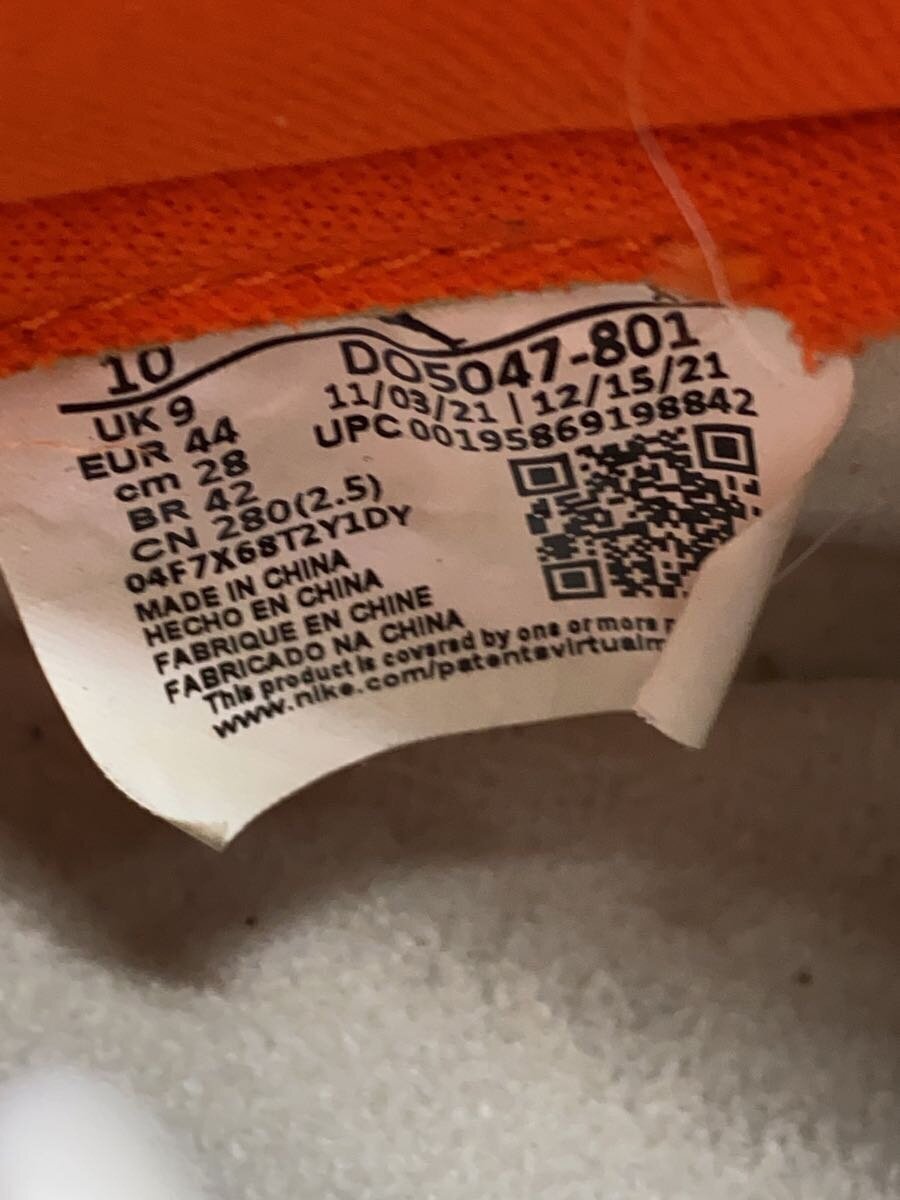 10
UK 9
EUR 44
cm 28
BR 42
CN 280(2.5)
04F7X68T2Y1DY
MADE IN CHINA
HECHO EN CHINA
FABRIQUE EN CHINE
FABRICADO NA CHINA
This product is covered by one or more
www.nike.com/patentsvirtualm
DO5047-801
11/03/21 | 12/15/21
UPC 00195869198842